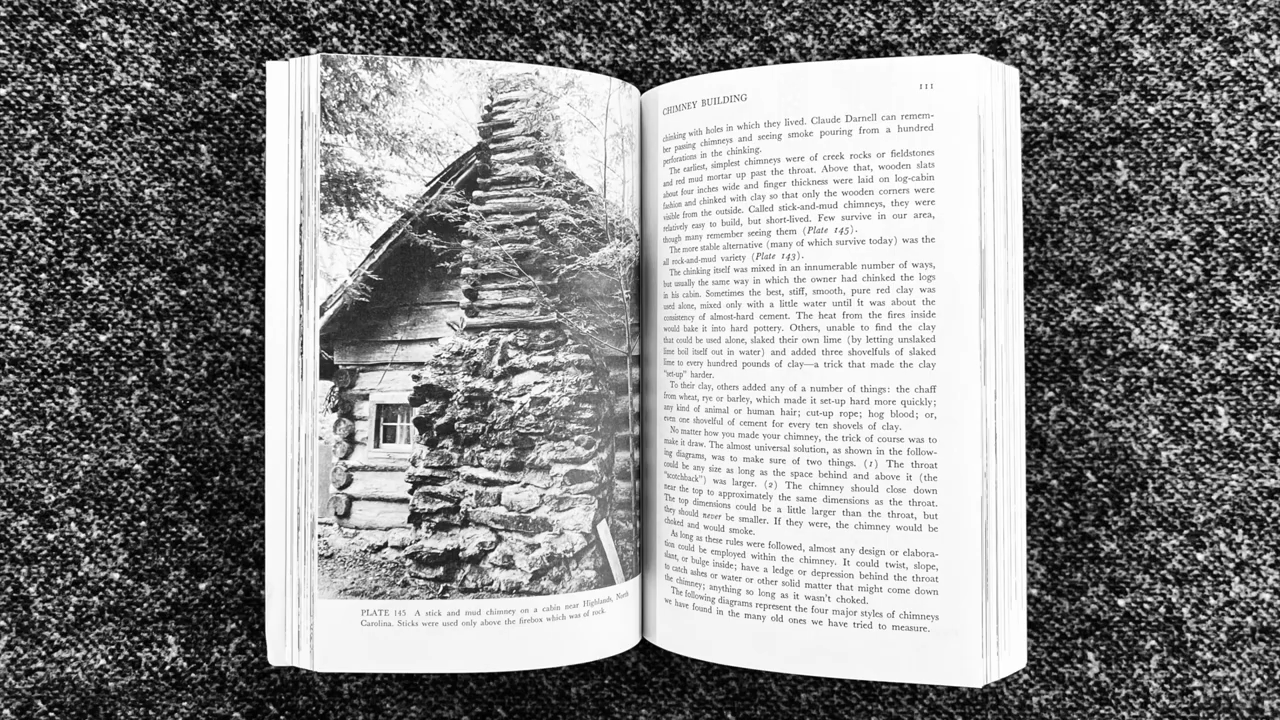 PLATE 145 A stick and mud chimney on a cabin near Highlands, North
Carolina. Sticks were used only above the firebox which was of rock.
CHIMNEY BUILDING 111
chinking with holes in which they lived. Claude Darnell can remem-
ber passing chimneys and seeing smoke pouring from a hundred
perforations in the chinking.
The earliest, simplest chimneys were of creek rocks or fieldstones
and red mud mortar up past the throat. Above that, wooden slats
about four inches wide and finger thickness were laid on log-cabin
fashion and chinked with clay so that only the wooden corners were
visible from the outside. Called stick-and-mud chimneys, they were
relatively easy to build, but short-lived. Few survive in our area,
though many remember seeing them (Plate 145).
The more stable alternative (many of which survive today) was the
all rock-and-mud variety (Plate 143).
The chinking itself was mixed in an innumerable number of ways,
but usually the same way in which the owner had chinked the logs
in his cabin. Sometimes the best, stiff, smooth, pure red clay was
used alone, mixed only with a little water until it was about the
consistency of almost-hard cement. The heat from the fires inside
would bake it into hard pottery. Others, unable to find the clay
that could be used alone, slaked their own lime (by letting unslaked
lime boil itself out in water) and added three shovelfuls of slaked
lime to every hundred pounds of clay—a trick that made the clay
"set-up" harder.
To their clay, others added any of a number of things: the chaff
from wheat, rye or barley, which made it set-up hard more quickly;
any kind of animal or human hair; cut-up rope; hog blood; or,
even one shovelful of cement for every ten shovels of clay.
No matter how you made your chimney, the trick of course was to
make it draw. The almost universal solution, as shown in the follow-
ing diagrams, was to make sure of two things. (1) The throat
could be any size as long as the space behind and above it (the
"scotchback") was larger. (2) The chimney should close down
near the top to approximately the same dimensions as the throat.
The top dimensions could be a little larger than the throat, but
they should never be smaller. If they were, the chimney would be
choked and would smoke.
As long as these rules were followed, almost any design or elabora-
tion could be employed within the chimney. It could twist, slope,
slant, or bulge inside; have a ledge or depression behind the throat
to catch ashes or water or other solid matter that might come down
the chimney; anything so long as it wasn't choked.
The following diagrams represent the four major styles of chimneys
we have found in the many old ones we have tried to measure.